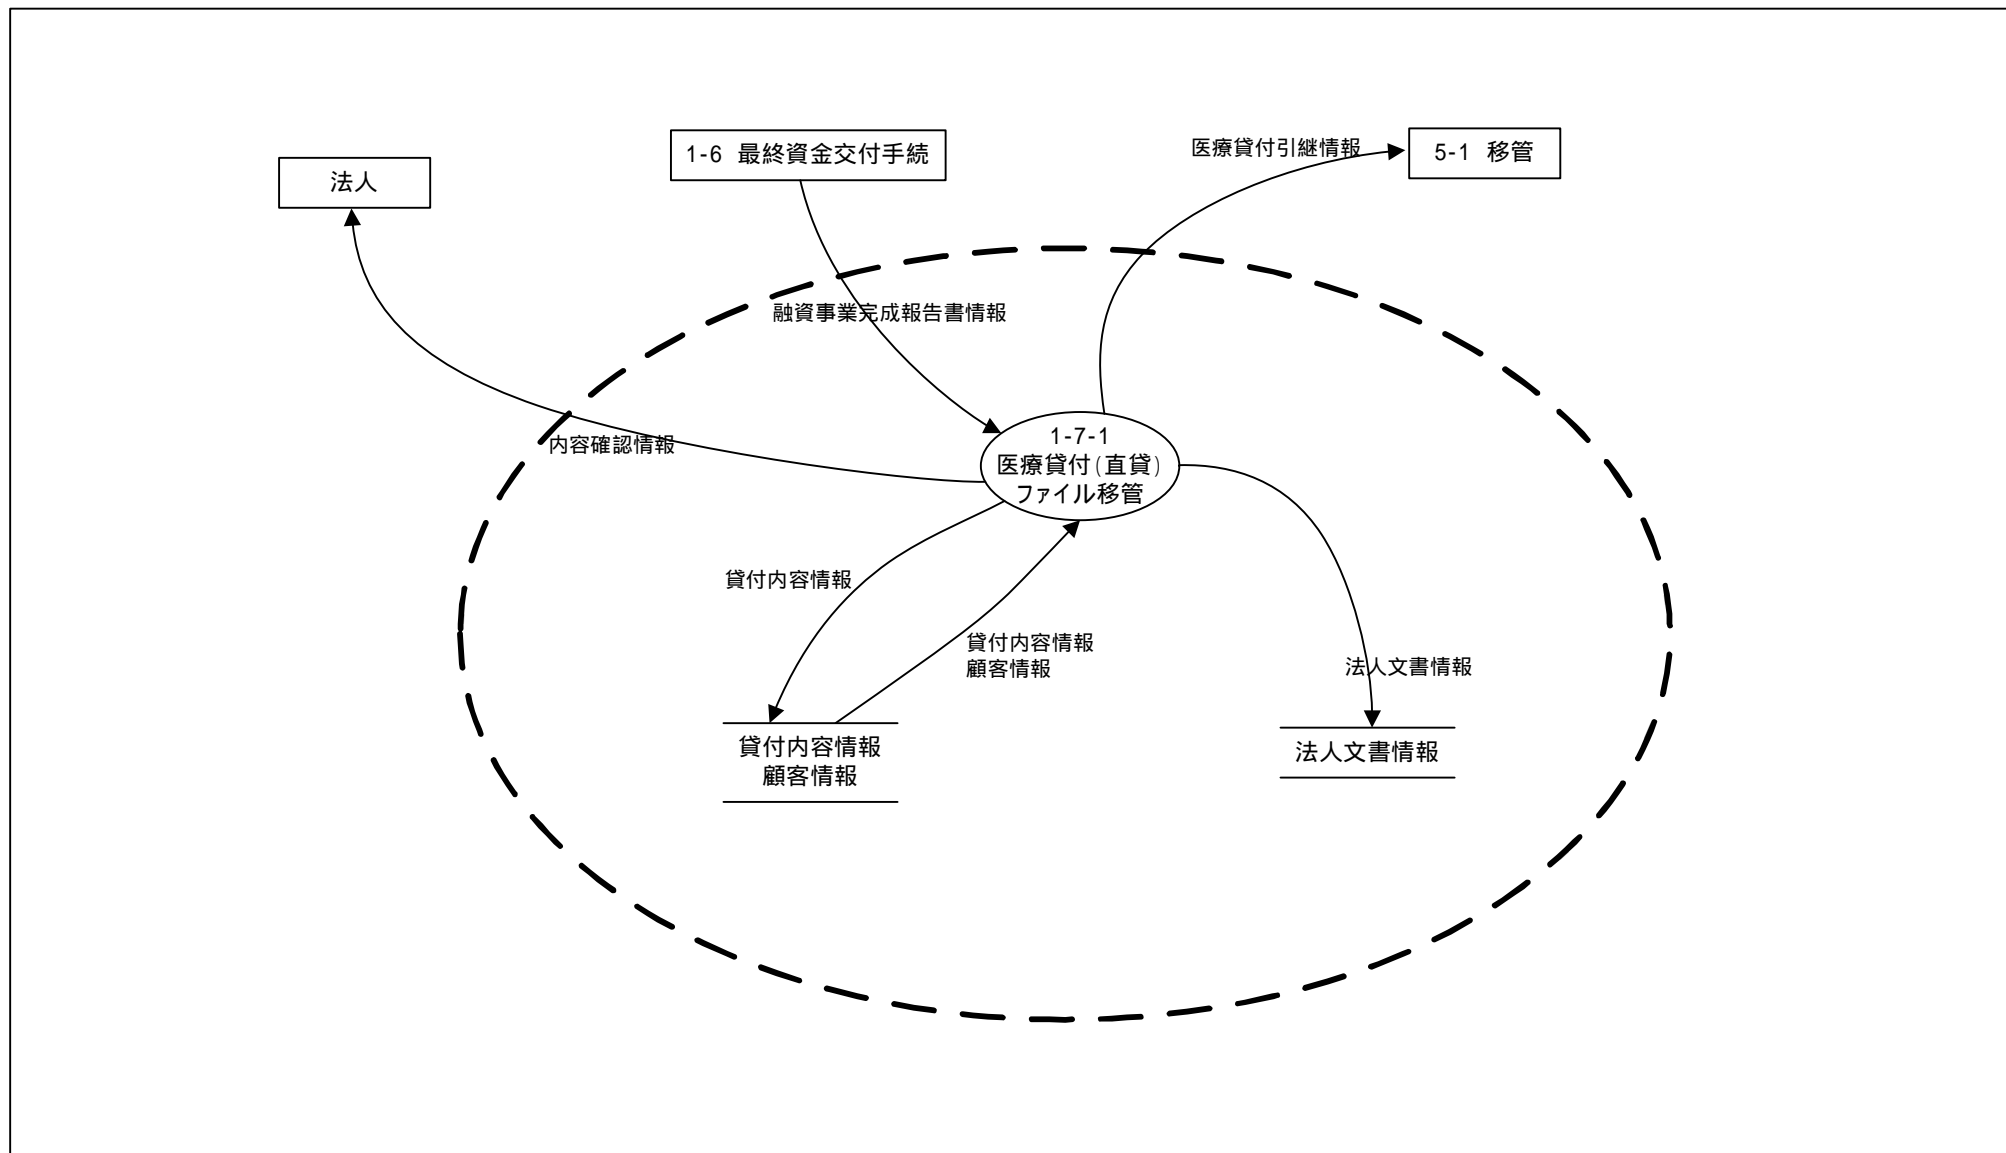 法人
1-6 最終資金交付手続
医療貸付引継情報
5-1 移管
融資事業完成報告書情報
内容確認情報
1-7-1
医療貸付(直貸)
ファイル移管
貸付内容情報
貸付内容情報
顧客情報
法人文書情報
貸付内容情報
顧客情報
法人文書情報